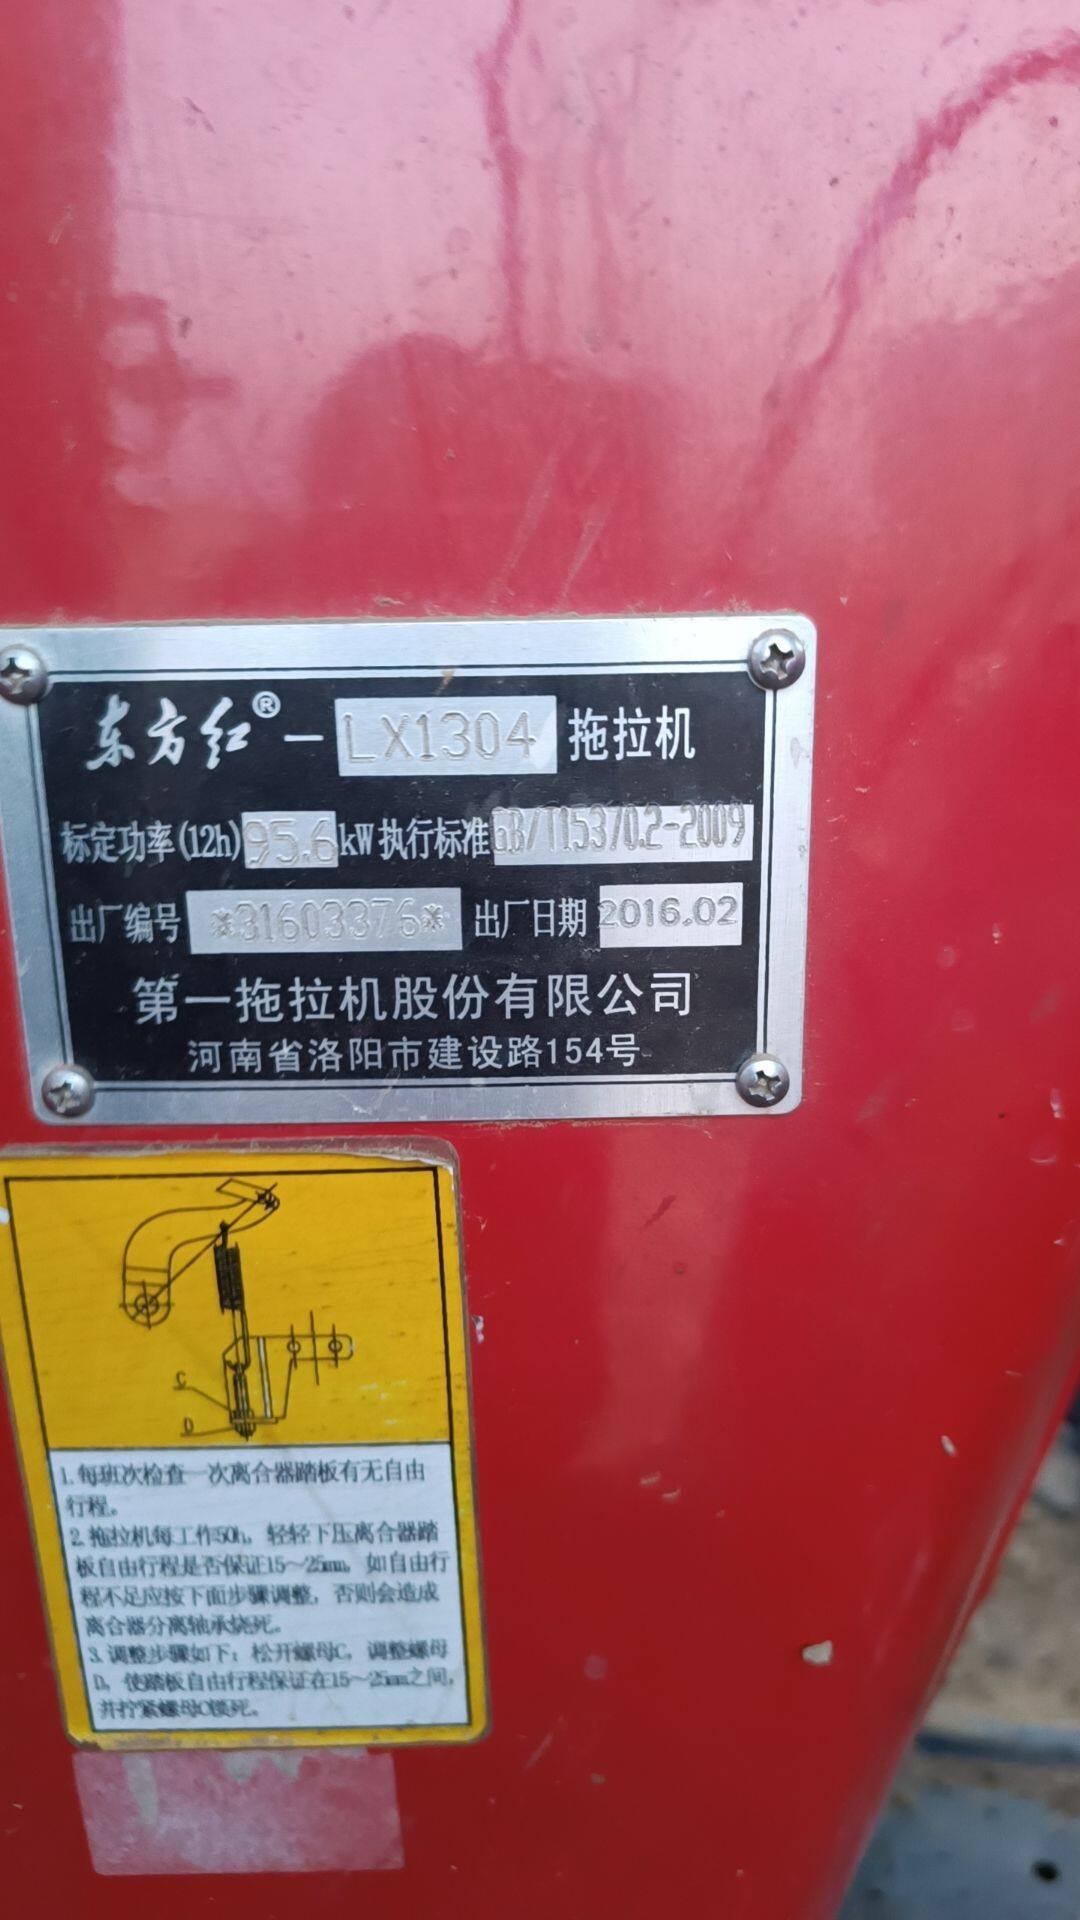 东方红®-LX1304 拖拉机
标定功率(12h) 95.6 kW 执行标准 GB/T15370.2-2009
出厂编号 *31603376* 出厂日期 2016.02
第一拖拉机股份有限公司
河南省洛阳市建设路154号
C
D
1.每班次检查一次离合器踏板有无自由
行程。
2.拖拉机每工作50h，轻轻下压离合器踏
板自由行程是否保证15～25mm。如自由行
程不足应按下面步骤调整，否则会造成
离合器分离轴承烧死。
3.调整步骤如下：松开螺母C，调整螺母
D，使踏板自由行程保证在15～25mm之间，
并拧紧螺母C锁死。